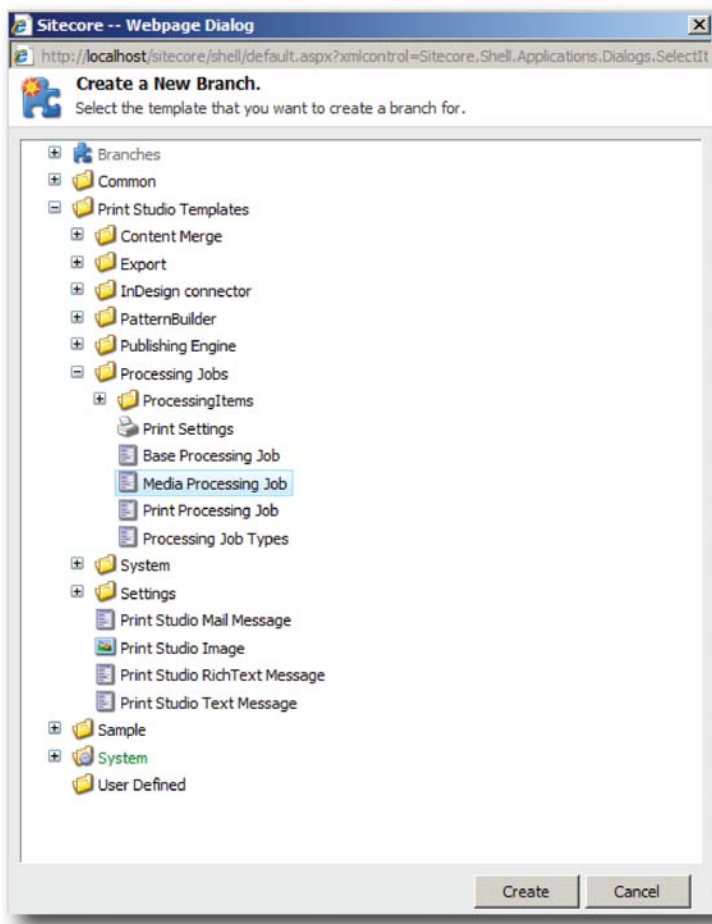 Sitecore -- Webpage Dialog
http://localhost/sitecore/shell/default.aspx?xmlcontrol=Sitecore.Shell.Applications.Dialogs.SelectIt
Create a New Branch.
Select the template that you want to create a branch for.
Branches
Common
Print Studio Templates
Content Merge
Export
InDesign connector
PatternBuilder
Publishing Engine
Processing Jobs
ProcessingItems
Print Settings
Base Processing Job
Media Processing Job
Print Processing Job
Processing Job Types
System
Settings
Print Studio Mail Message
Print Studio Image
Print Studio RichText Message
Print Studio Text Message
Sample
System
User Defined
Create Cancel